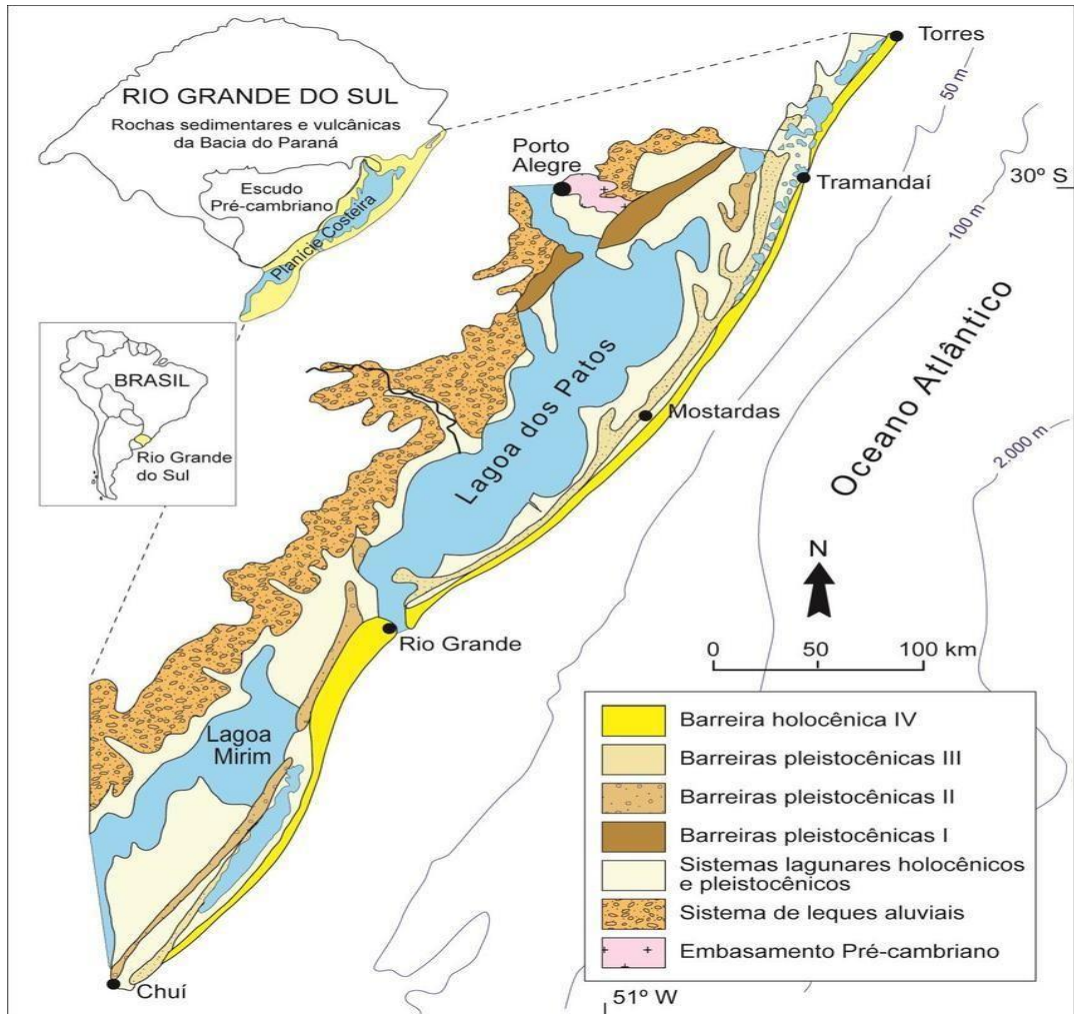 RIO GRANDE DO SUL
Rochas sedimentares e vulcânicas
da Bacia do Paraná
Escudo
Pré-cambriano
Planície Costeira
BRASIL
Rio Grande
do Sul
Torres
50 m
Porto
Alegre
Tramandaí
30º S
100 m
Lagoa dos Patos
Mostardas
Oceano Atlântico
2.000 m
N
Rio Grande
0 50 100 km
Lagoa
Mirim
Chuí
Barreira holocênica IV
Barreiras pleistocênicas III
Barreiras pleistocênicas II
Barreiras pleistocênicas I
Sistemas lagunares holocênicos
e pleistocênicos
Sistema de leques aluviais
Embasamento Pré-cambriano
51º W